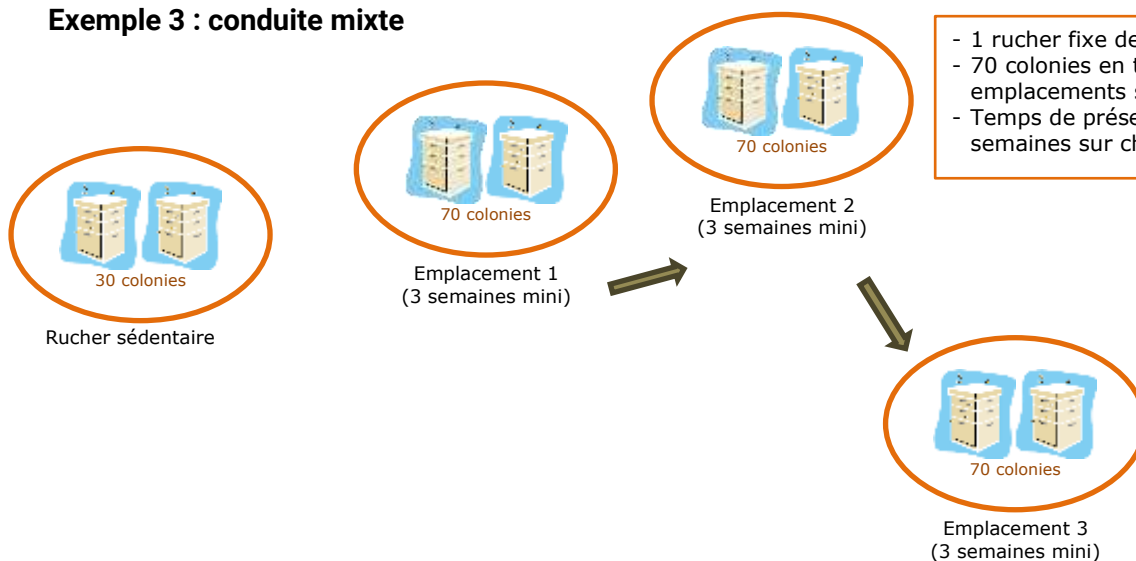 Exemple 3 : conduite mixte
- 1 rucher fixe de
- 70 colonies en
emplacements
- Temps de
semaines sur
70 colonies
Emplacement 2
(3 semaines mini)
70 colonies
Emplacement 1
(3 semaines mini)
30 colonies
Rucher sédentaire
70 colonies
Emplacement 3
(3 semaines mini)